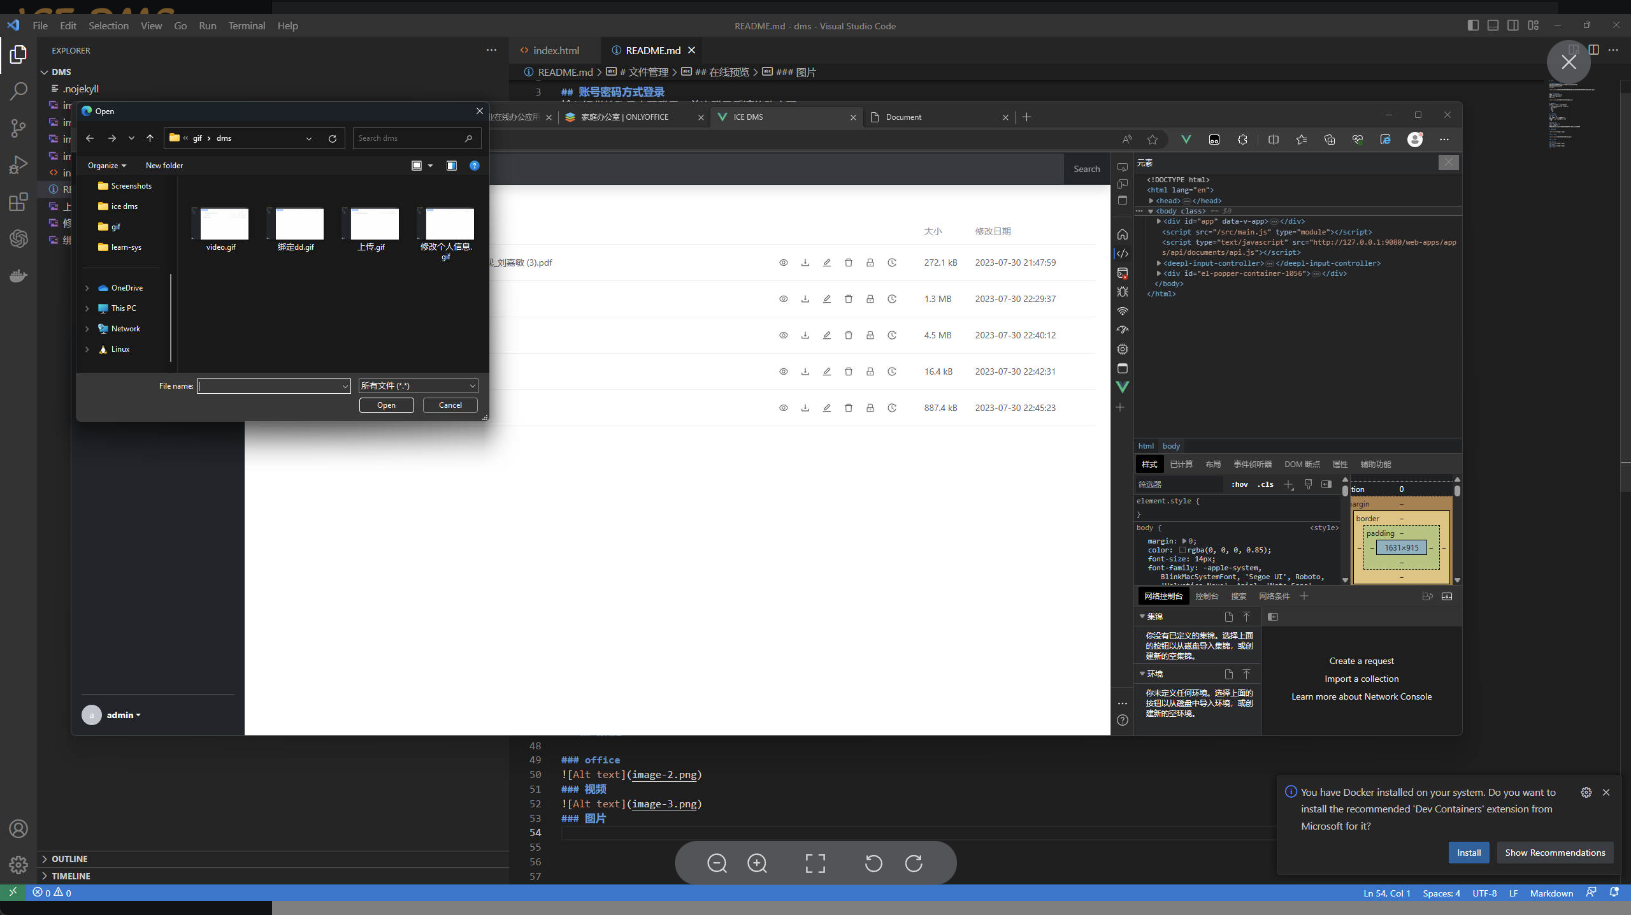 File Edit Selection View Go Run Terminal Help
README.md - dms - Visual Studio Code
EXPLORER
index.html
README.md
DMS
README.md > # 文件管理 > ## 在线预览 > ### 图片
.nojekyll
3 ## 账号密码方式登录
Open
家庭办公室 | ONLYOFFICE
ICE DMS
Document
gif > dms
Search dms
Organize
New folder
Screenshots
ice dms
gif
learn-sys
OneDrive
This PC
Network
Linux
video.gif
绑定dd.gif
上传.gif
修改个人信息.gif
File name:
所有文件 (*.*)
Open
Cancel
Search
大小
修改日期
_刘嘉敏 (3).pdf
272.1 kB
2023-07-30 21:47:59
1.3 MB
2023-07-30 22:29:37
4.5 MB
2023-07-30 22:40:12
16.4 kB
2023-07-30 22:42:31
887.4 kB
2023-07-30 22:45:23
a
admin
元素
<!DOCTYPE html>
<html lang="en">
<head> </head>
<body class> == $0
<div id="app" data-v-app> </div>
<script src="/src/main.js" type="module"></script>
<script type="text/javascript" src="http://127.0.0.1:9080/web-apps/app
s/api/documents/api.js"></script>
<deepl-input-controller> </deepl-input-controller>
<div id="el-popper-container-1056"> </div>
</body>
</html>
html body
样式 已计算 布局 事件侦听器 DOM 断点 属性 辅助功能
筛选器
:hov .cls
element.style {
}
body {
<style>
margin: 0;
color: rgba(0, 0, 0, 0.85);
font-size: 14px;
font-family: -apple-system,
BlinkMacSystemFont, 'Segoe UI', Roboto,
0
border
padding
1631×915
网络控制台 控制台 搜索 网络条件
集锦
你没有已定义的集锦。选择上面
的按钮以从磁盘导入集锦，或创
建新的空集锦。
环境
你未定义任何环境。选择上面的
按钮以从磁盘中导入环境，或创
建新的空环境。
Create a request
Import a collection
Learn more about Network Console
48
49 ### office
50 ![Alt text](image-2.png)
51 ### 视频
52 ![Alt text](image-3.png)
53 ### 图片
54
55
56
57
You have Docker installed on your system. Do you want to
install the recommended 'Dev Containers' extension from
Microsoft for it?
Install
Show Recommendations
OUTLINE
TIMELINE
0 0
Ln 54, Col 1
Spaces: 4
UTF-8
LF
Markdown